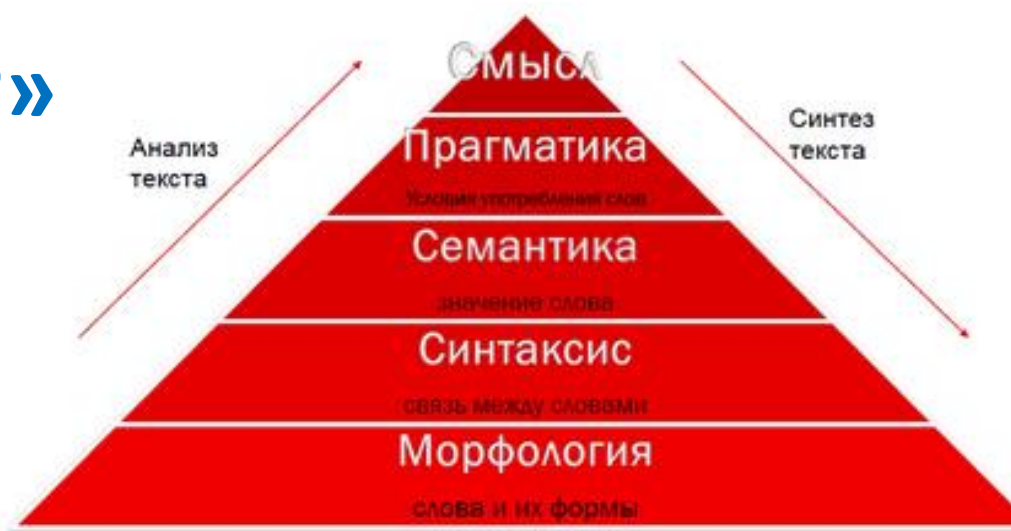 »
Смысл
Анализ
текста
Синтез
текста
Прагматика
Условия употребления слов
Семантика
значение слова
Синтаксис
связь между словами
Морфология
слова и их формы